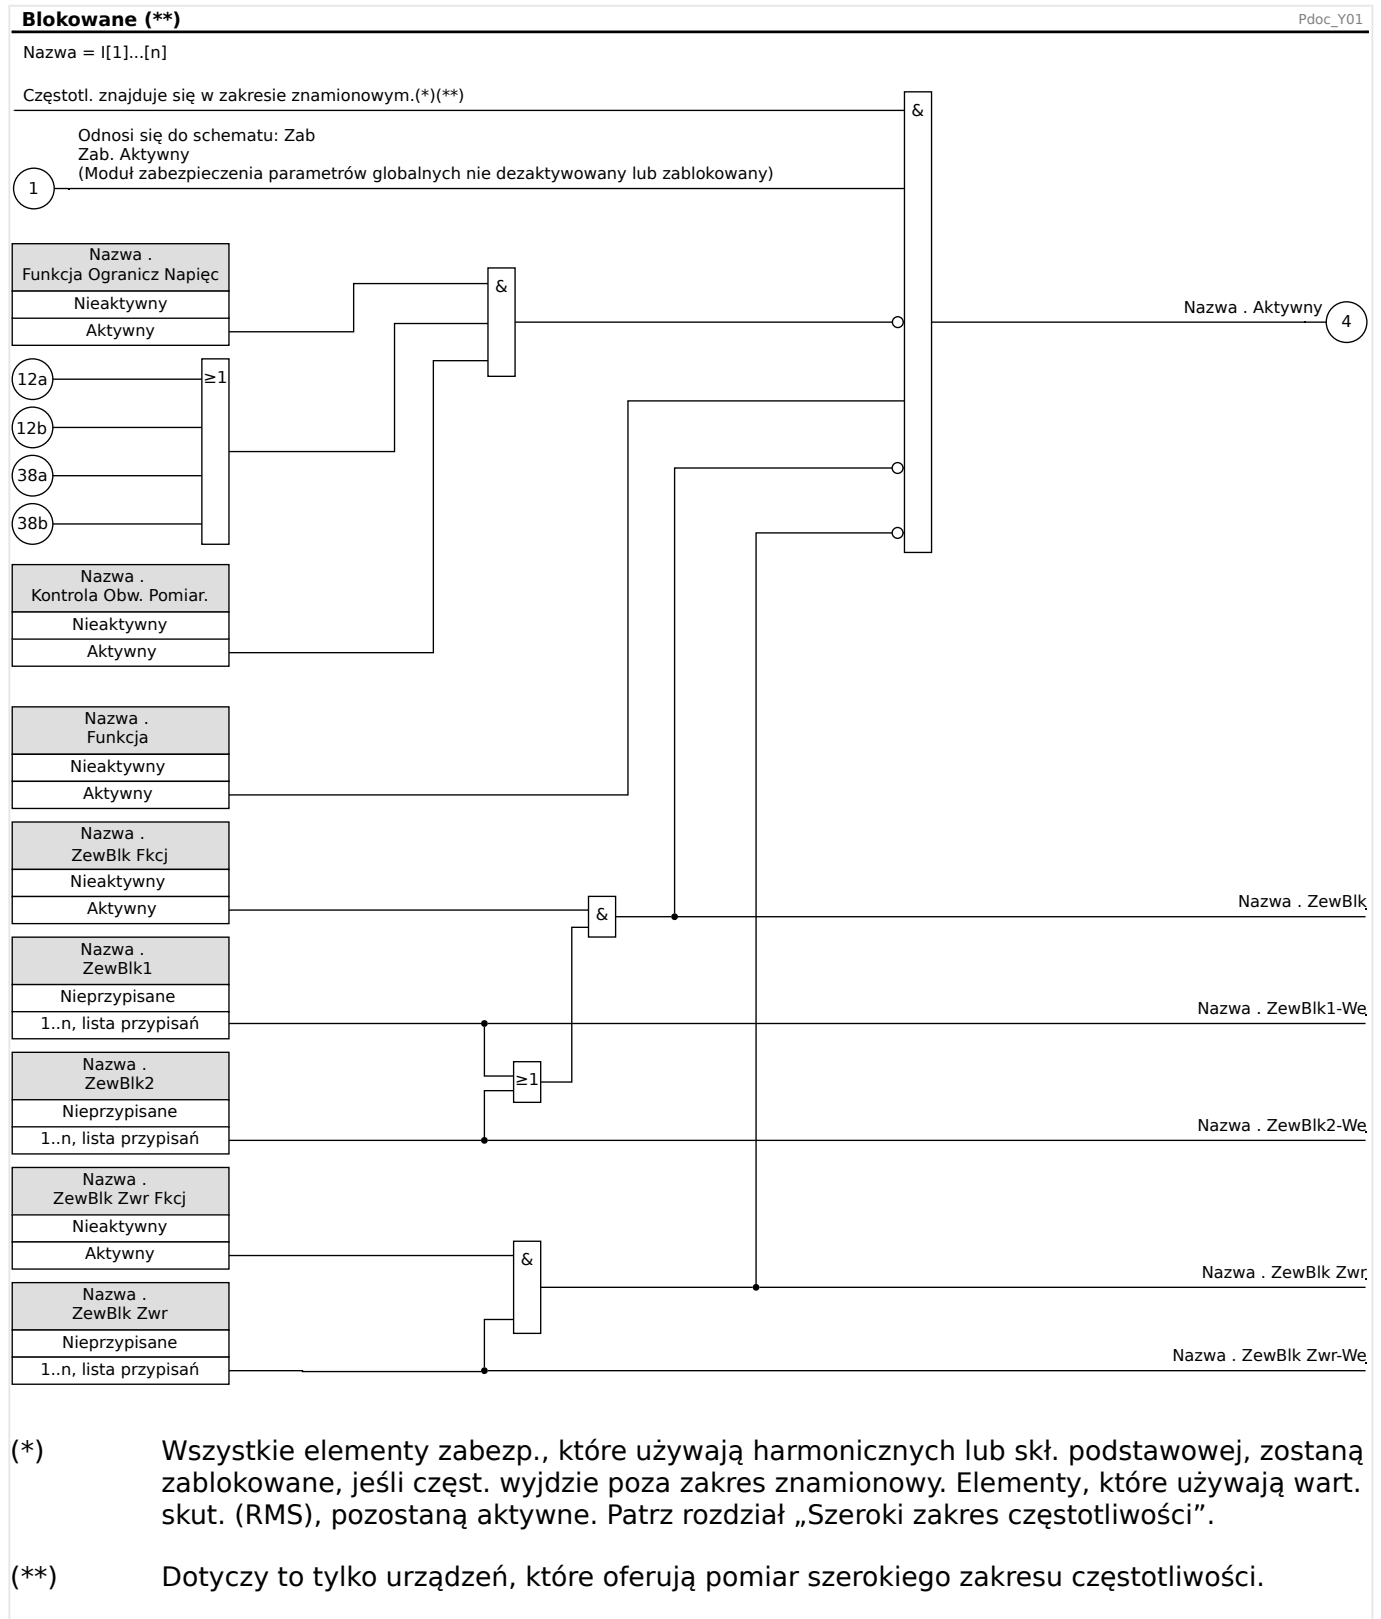 Blokowane (**)
Pdoc_Y01
Nazwa = I[1]...[n]
Częstotl. znajduje się w zakresie znamionowym.(*)(**)
&
Odnosi się do schematu: Zab
Zab. Aktywny
(Moduł zabezpieczenia parametrów globalnych nie dezaktywowany lub zablokowany)
1
Nazwa .
Funkcja Ogranicz Napięc
Nieaktywny
Aktywny
&
Nazwa . Aktywny
4
12a
≥1
12b
38a
38b
Nazwa .
Kontrola Obw. Pomiar.
Nieaktywny
Aktywny
Nazwa .
Funkcja
Nieaktywny
Aktywny
Nazwa .
ZewBlk Fkcj
Nieaktywny
Aktywny
&
Nazwa . ZewBlk
Nazwa .
ZewBlk1
Nieprzypisane
1..n, lista przypisań
Nazwa . ZewBlk1-We
Nazwa .
ZewBlk2
≥1
Nieprzypisane
1..n, lista przypisań
Nazwa . ZewBlk2-We
Nazwa .
ZewBlk Zwr Fkcj
Nieaktywny
Aktywny
&
Nazwa . ZewBlk Zwr
Nazwa .
ZewBlk Zwr
Nieprzypisane
1..n, lista przypisań
Nazwa . ZewBlk Zwr-We
(*) Wszystkie elementy zabezp., które używają harmonicznych lub skł. podstawowej, zostaną
zablokowane, jeśli częst. wyjdzie poza zakres znamionowy. Elementy, które używają wart.
skut. (RMS), pozostaną aktywne. Patrz rozdział „Szeroki zakres częstotliwości”.
(**) Dotyczy to tylko urządzeń, które oferują pomiar szerokiego zakresu częstotliwości.